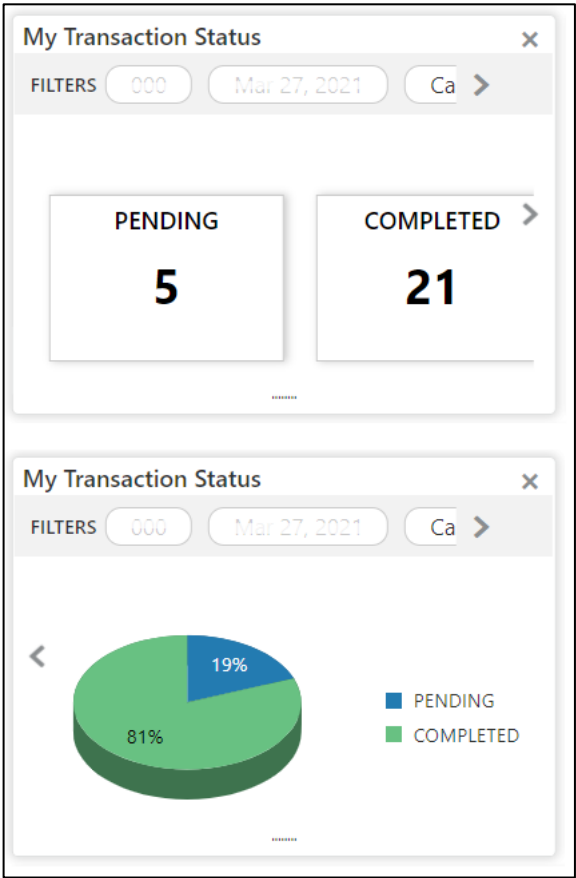 My Transaction Status
FILTERS 000 Mar 27, 2021 Ca
PENDING COMPLETED
5 21
My Transaction Status
FILTERS 000 Mar 27, 2021 Ca
19%
81%
PENDING
COMPLETED